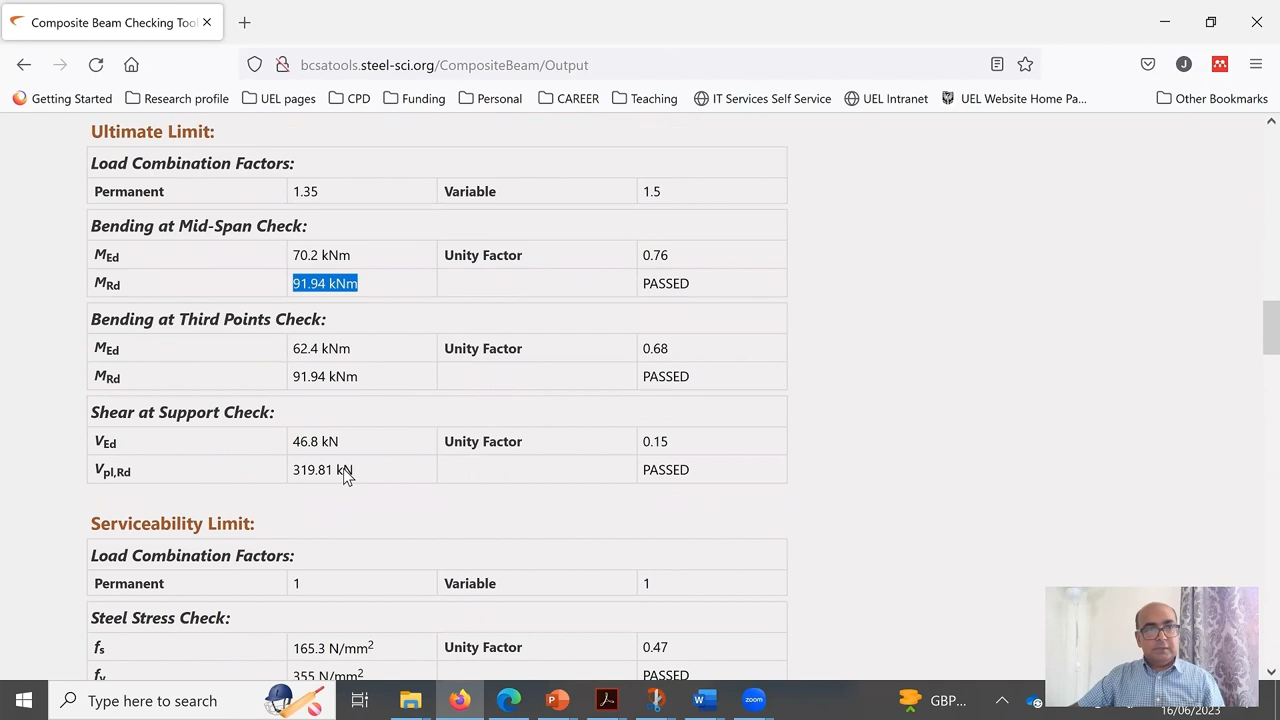 Composite Beam Checking Too
bcsatools.steel-sci.org/CompositeBeam/Output
Getting Started Research profile UEL pages CPD Funding Personal CAREER Teaching IT Services Self Service UEL Intranet UEL Website Home Pa... Other Bookmarks
Ultimate Limit:
Load Combination Factors:
Permanent 1.35 Variable 1.5
Bending at Mid-Span Check:
MEd 70.2 kNm Unity Factor 0.76
MRd 91.94 kNm PASSED
Bending at Third Points Check:
MEd 62.4 kNm Unity Factor 0.68
MRd 91.94 kNm PASSED
Shear at Support Check:
VEd 46.8 kN Unity Factor 0.15
Vpl,Rd 319.81 kN PASSED
Serviceability Limit:
Load Combination Factors:
Permanent 1 Variable 1
Steel Stress Check:
fs 165.3 N/mm2 Unity Factor 0.47
fy 355 N/mm2 PASSED
Type here to search
J
W
zoom
GBP...
16/06/2023